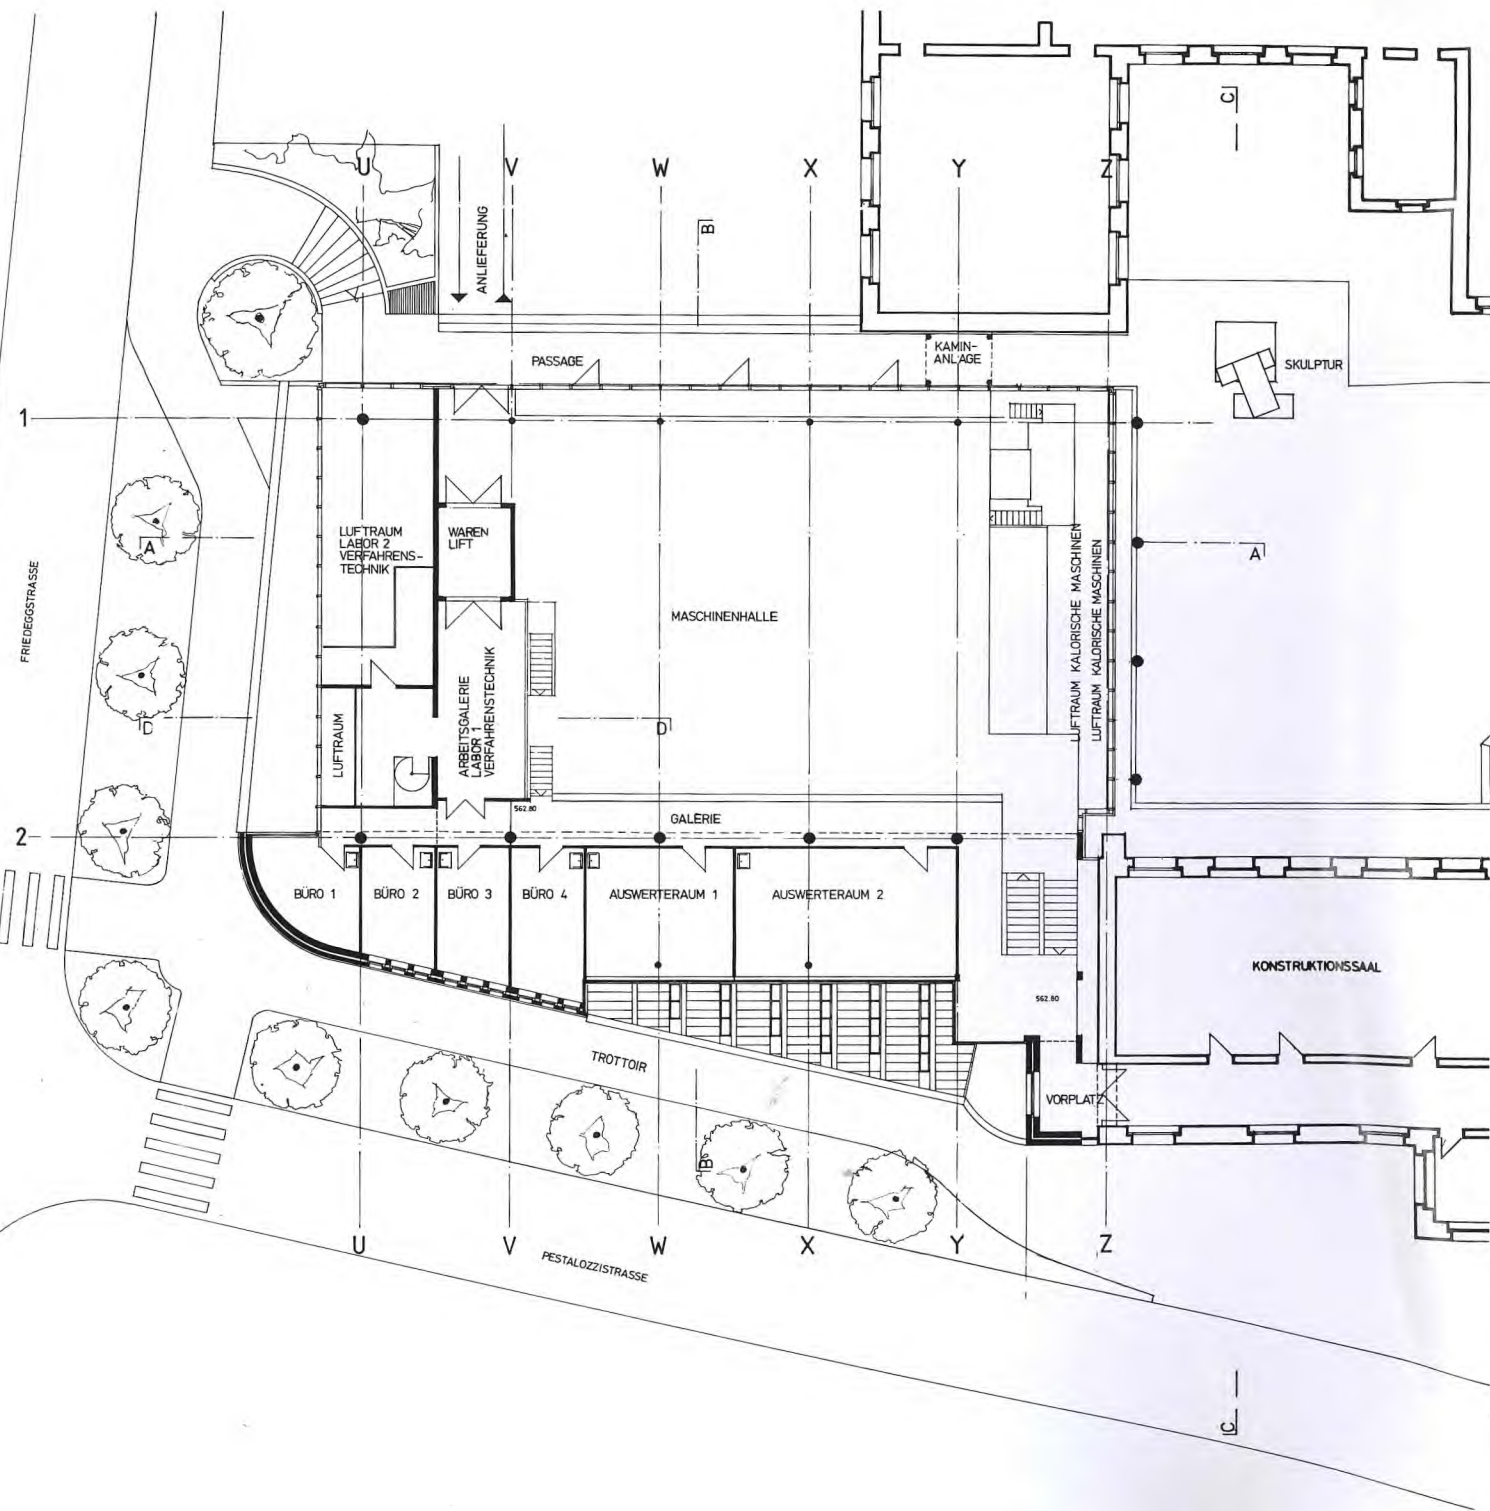 C
U
V
W
X
Y
Z
ANLIEFERUNG
B
PASSAGE
KAMIN-
ANLAGE
SKULPTUR
1
LUFTRAUM
LABOR 2
VERFAHRENS-
TECHNIK
WAREN
LIFT
A
A
FRIEDEGGSTRASSE
MASCHINENHALLE
LUFTRAUM KALORISCHE MASCHINEN
LUFTRAUM KALORISCHE MASCHINEN
D
D
LUFTRAUM
ARBEITSGALERIE
LABOR 1
VERFAHRENSTECHNIK
562.80
GALERIE
2
BÜRO 1
BÜRO 2
BÜRO 3
BÜRO 4
AUSWERTERAUM 1
AUSWERTERAUM 2
KONSTRUKTIONSSAAL
562.80
TROTTOIR
VORPLATZ
B
U
V
W
X
Y
Z
PESTALOZZISTRASSE
C